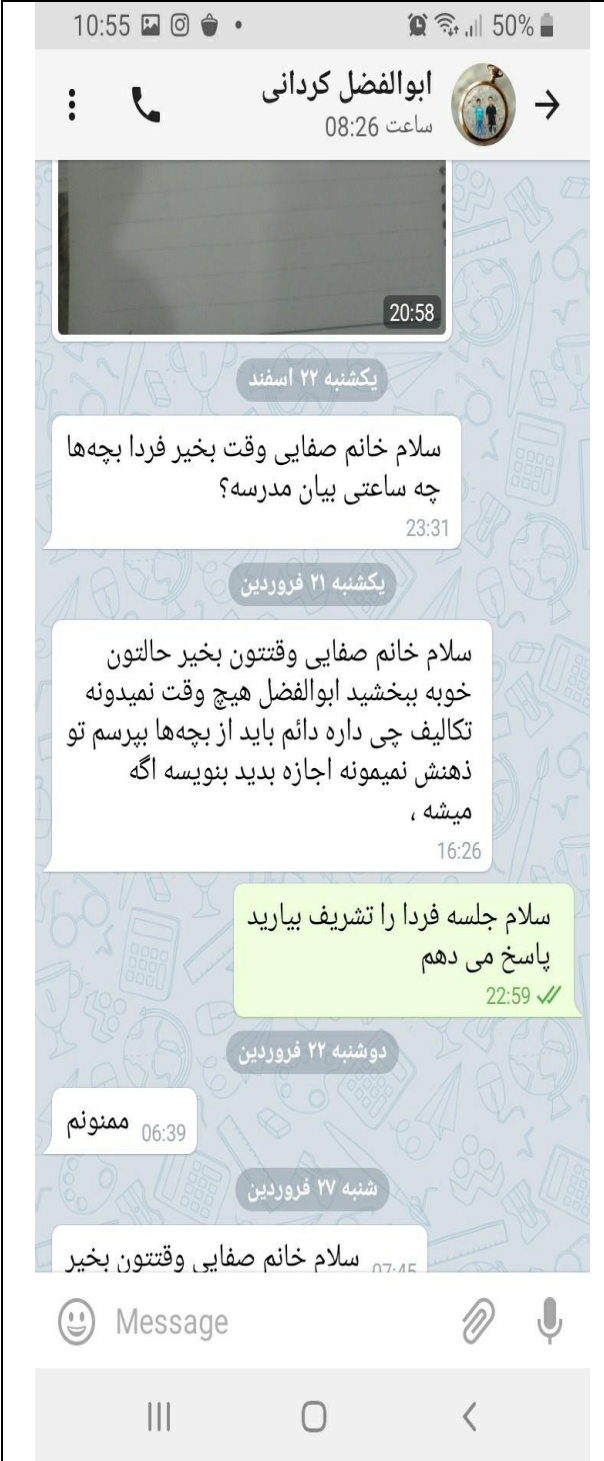 10:55
50%
ابوالفضل کردانی
ساعت 08:26
20:58
یکشنبه ۲۲ اسفند
سلام خانم صفایی وقت بخیر فردا بچه‌ها
چه ساعتی بیان مدرسه؟
23:31
یکشنبه ۲۱ فروردین
سلام خانم صفایی وقتتون بخیر حالتون
خوبه ببخشید ابوالفضل هیچ وقت نمیدونه
تکالیف چی داره دائم باید از بچه‌ها بپرسم تو
ذهنش نمیمونه اجازه بدید بنویسه اگه
میشه ،
16:26
سلام جلسه فردا را تشریف بیارید
پاسخ می دهم
22:59
دوشنبه ۲۲ فروردین
ممنونم
06:39
شنبه ۲۷ فروردین
سلام خانم صفایی وقتتون بخیر
07:45
Message